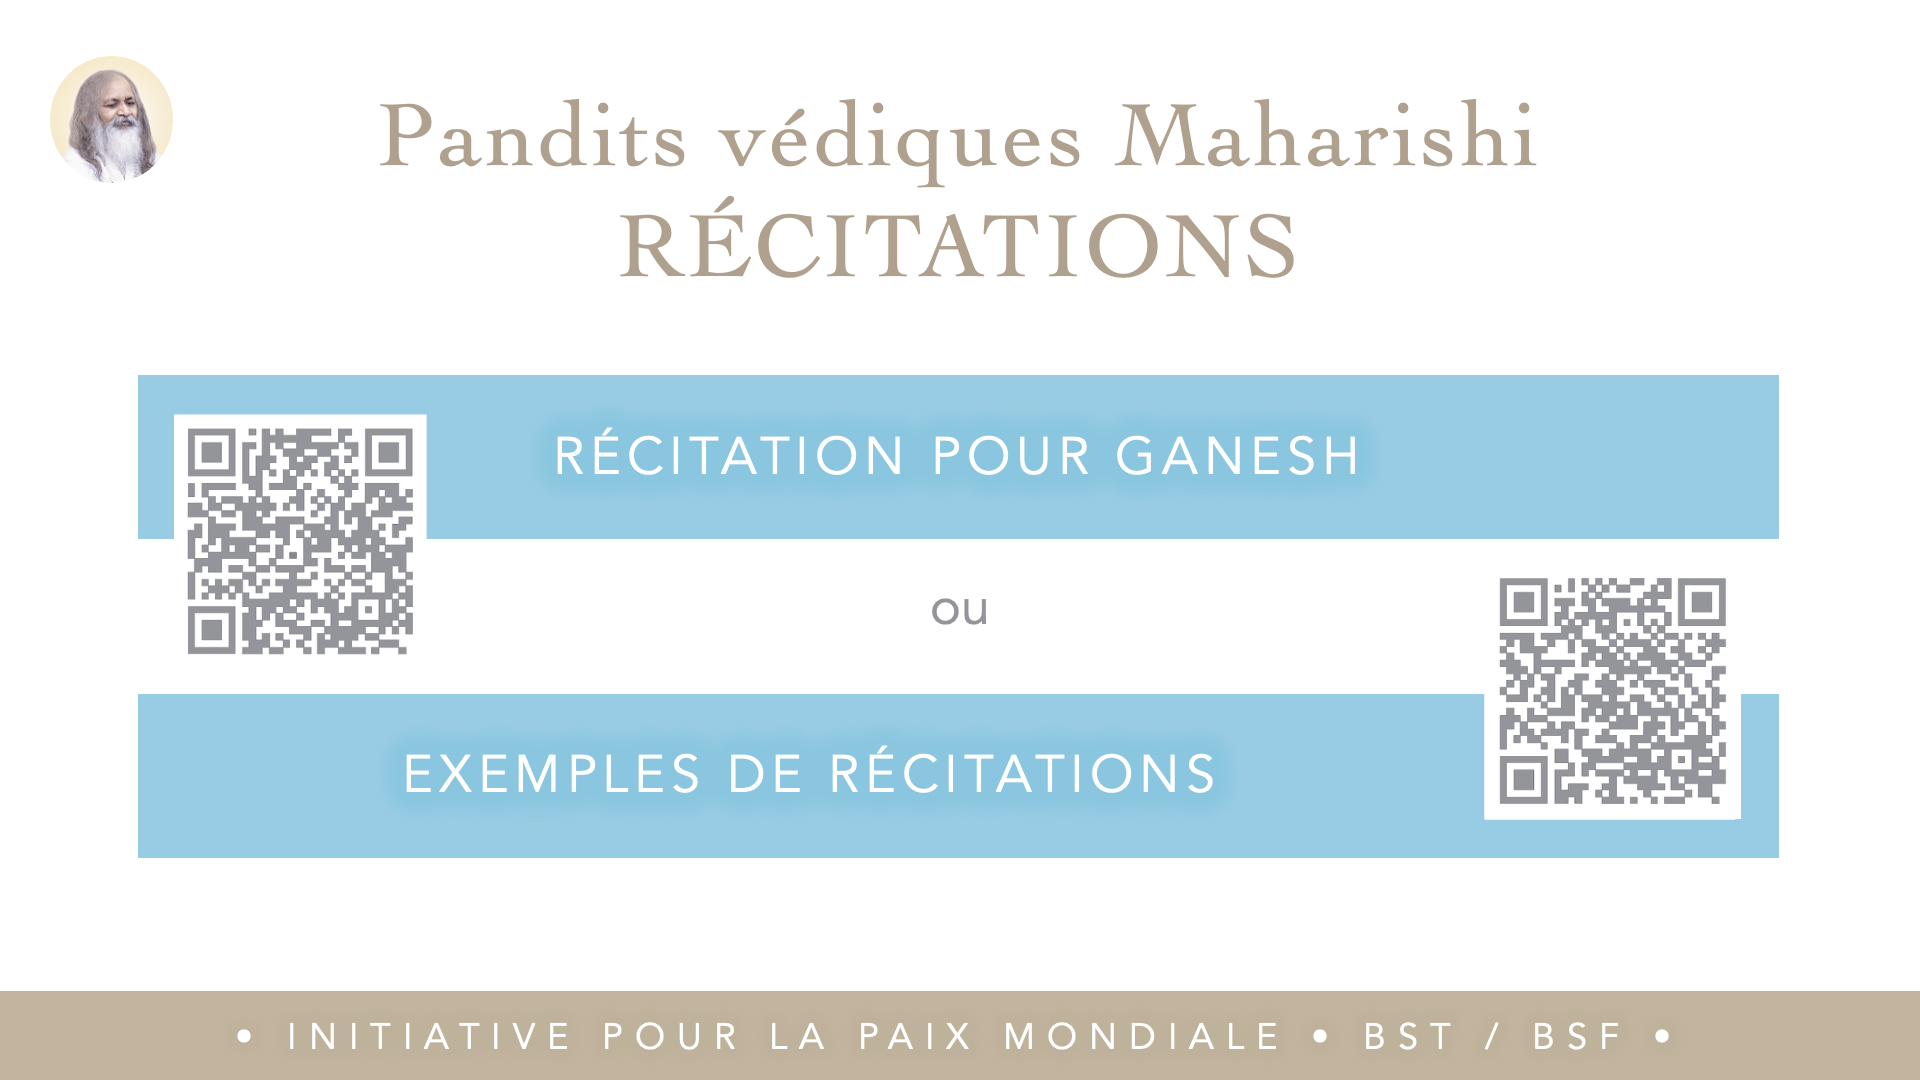 Pandits védiques Maharishi
RÉCITATIONS
RÉCITATION POUR GANESH
ou
EXEMPLES DE RÉCITATIONS
• INITIATIVE POUR LA PAIX MONDIALE • BST / BSF •